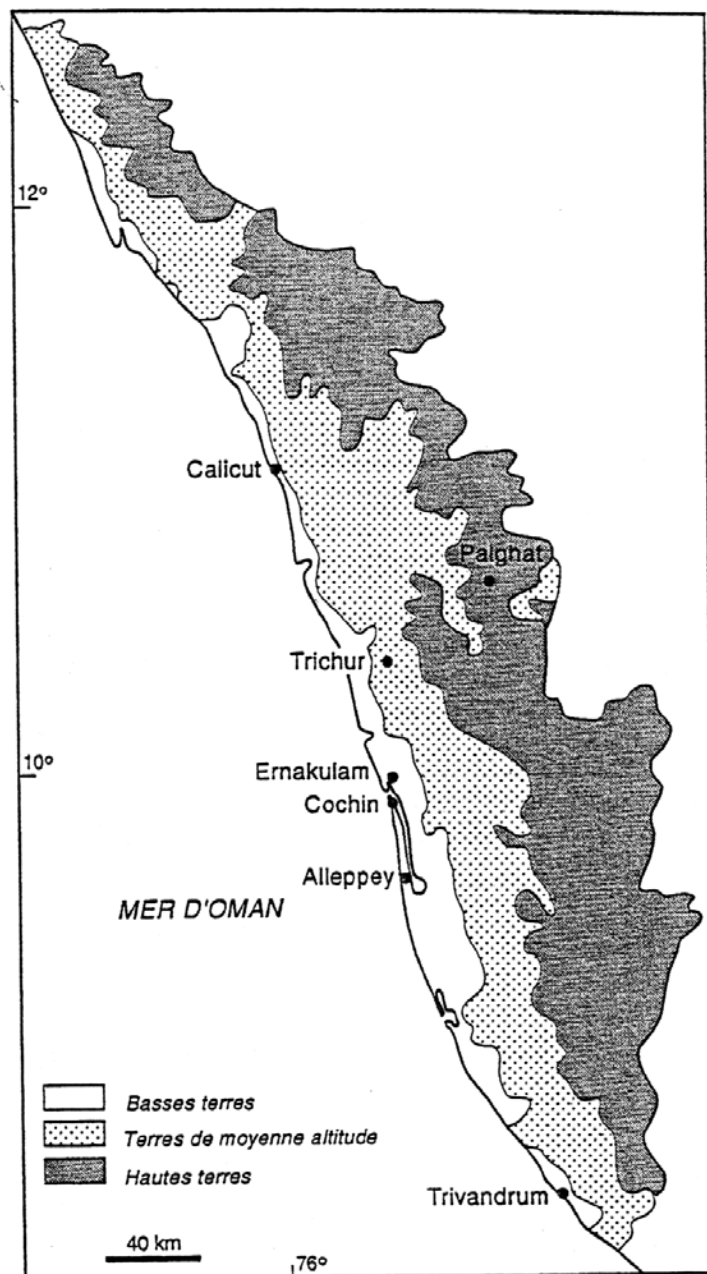 12°
Calicut
Palghat
Trichur
10°
Ernakulam
Cochin
Alleppey
MER D'OMAN
Basses terres
Terres de moyenne altitude
Hautes terres
Trivandrum
40 km
76°